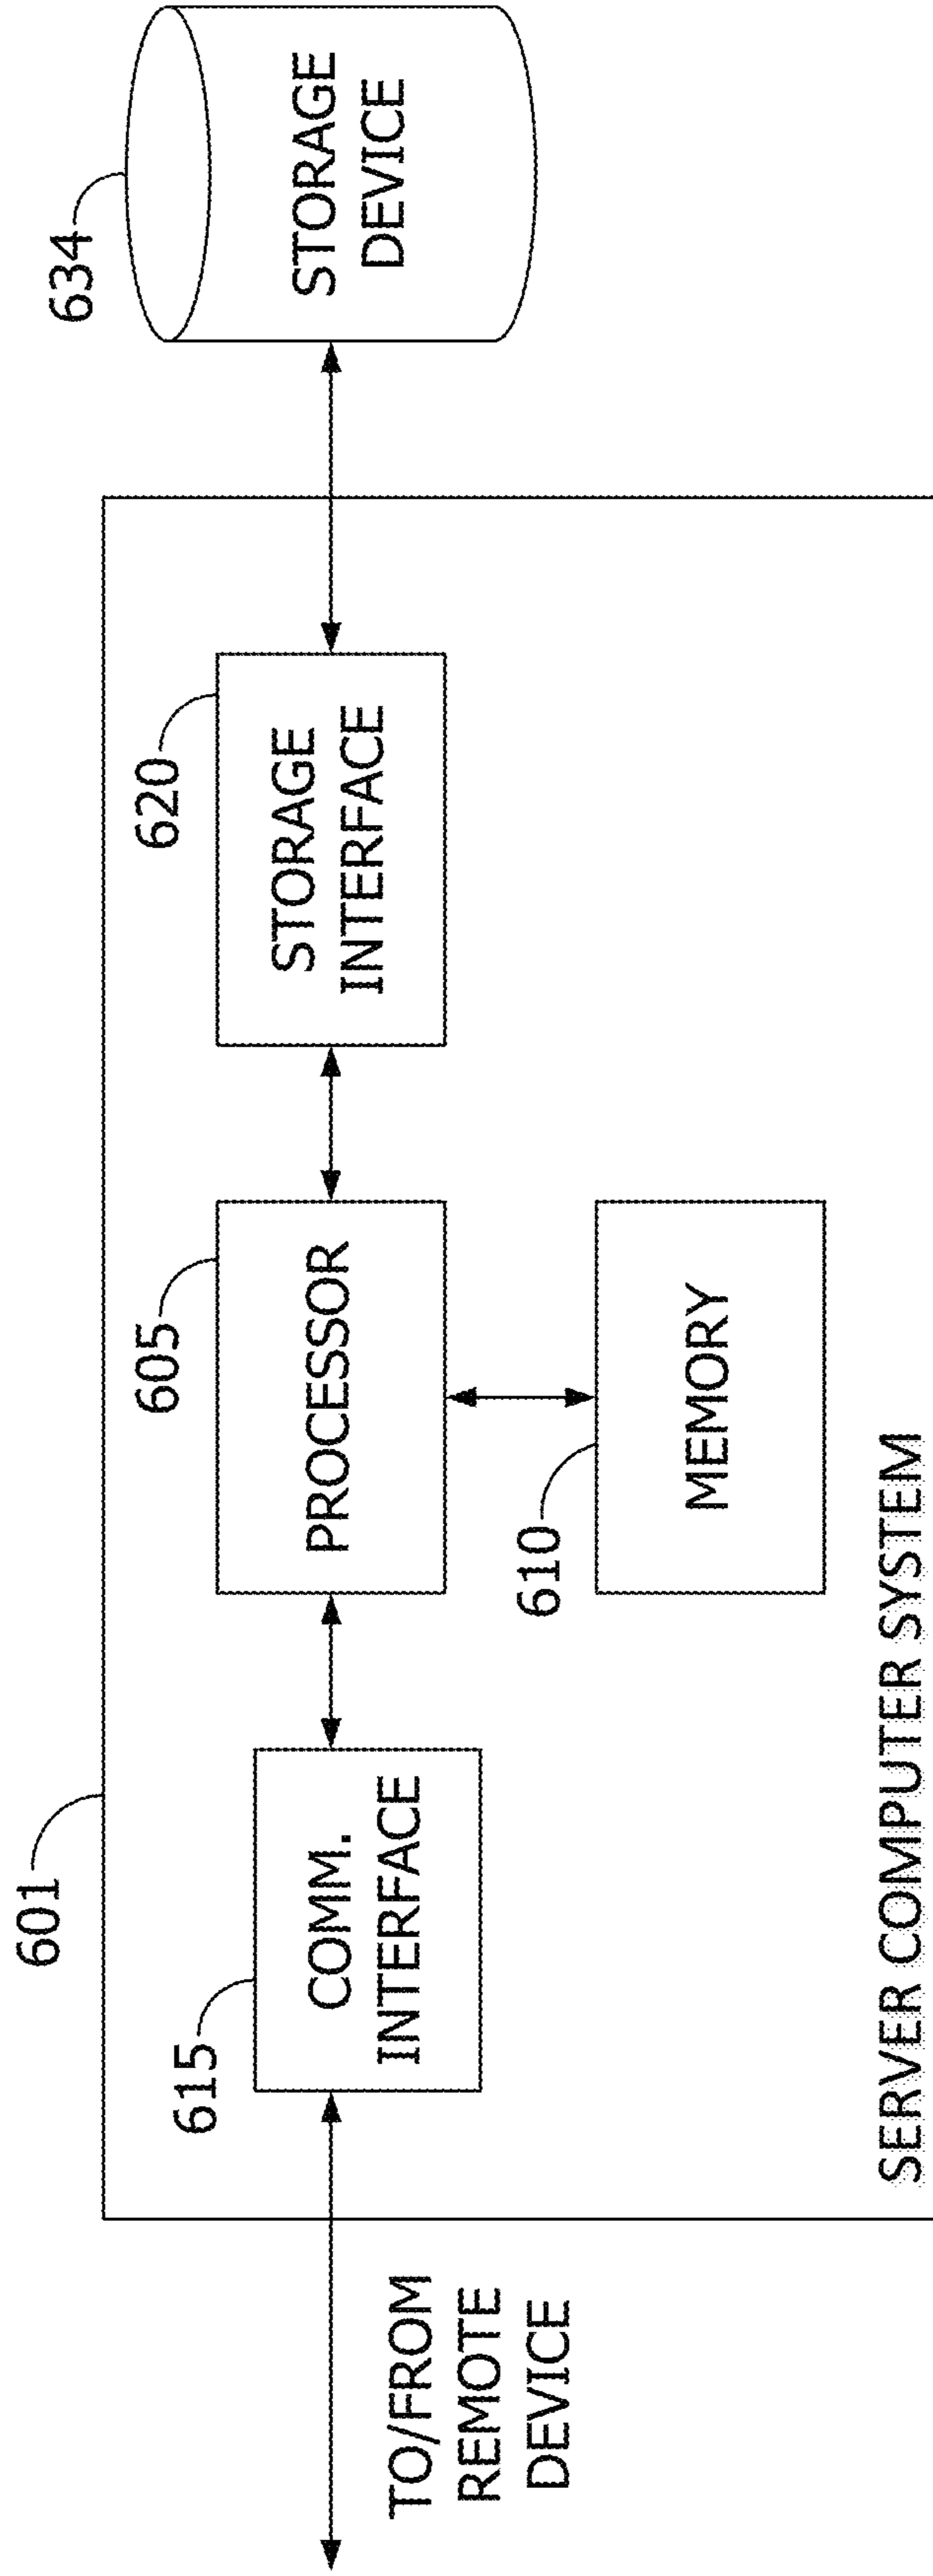 601
615
COMM.
INTERFACE
605
PROCESSOR
620
STORAGE
INTERFACE
634
STORAGE
DEVICE
TO/FROM
REMOTE
DEVICE
610
MEMORY
SERVER COMPUTER SYSTEM